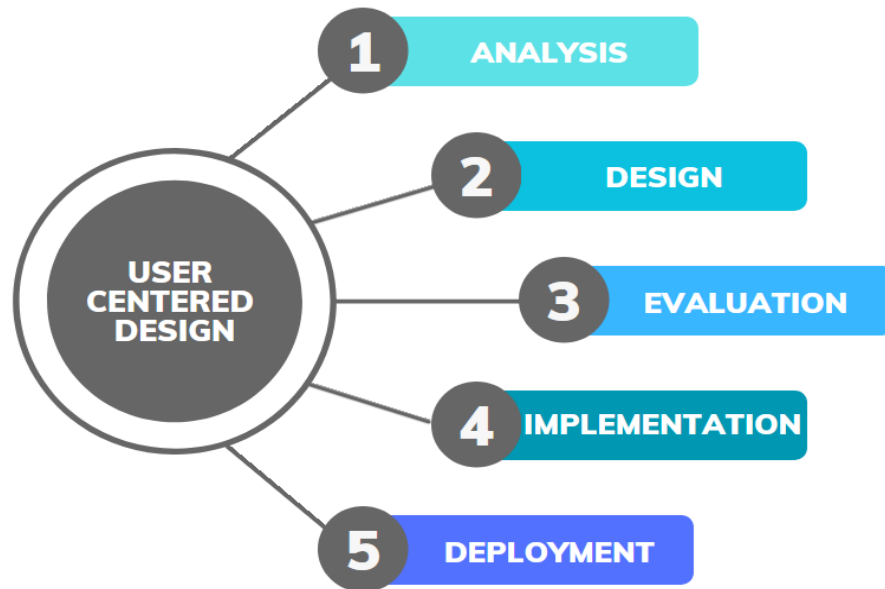 1
ANALYSIS
2
DESIGN
USER
CENTERED
DESIGN
3
EVALUATION
4
IMPLEMENTATION
5
DEPLOYMENT